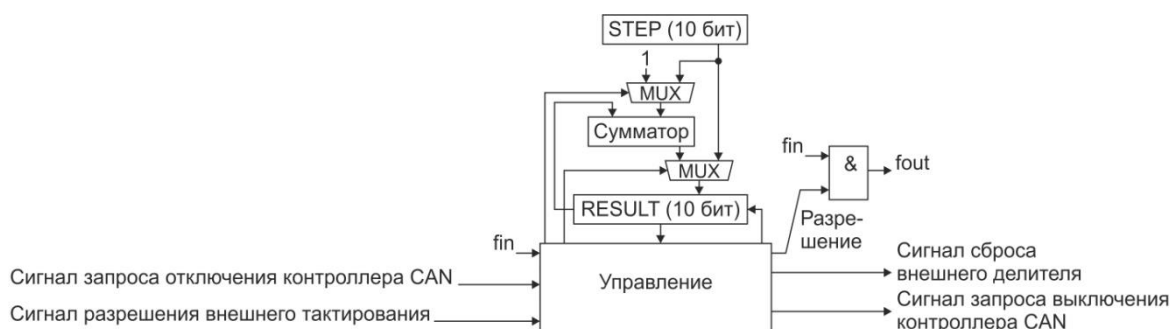 STEP (10 бит)
1
MUX
Сумматор
fin
&
fout
MUX
RESULT (10 бит)
Разре-
шение
fin
Сигнал запроса отключения контроллера CAN
Управление
Сигнал сброса
внешнего делителя
Сигнал разрешения внешнего тактирования
Сигнал запроса выключения
контроллера CAN